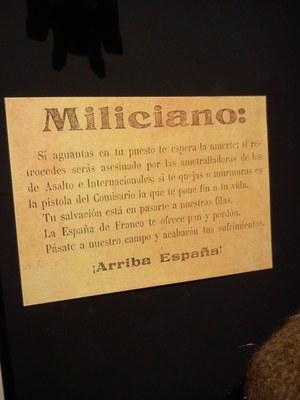 Miliciano:
Si aguantas en tu puesto te espera la muerte; si re-
trocedes serás asesinado por las ametralladoras de los
de Asalto e Internacionales; si te quejas o murmuras es
la pistola del Comisario la que te pone fin a tu vida.
Tu salvación está en pasarte a nuestras filas.
La España de Franco te ofrece pan y perdón.
Pásate a nuestro campo y acabarán tus sufrimientos.
¡Arriba España!